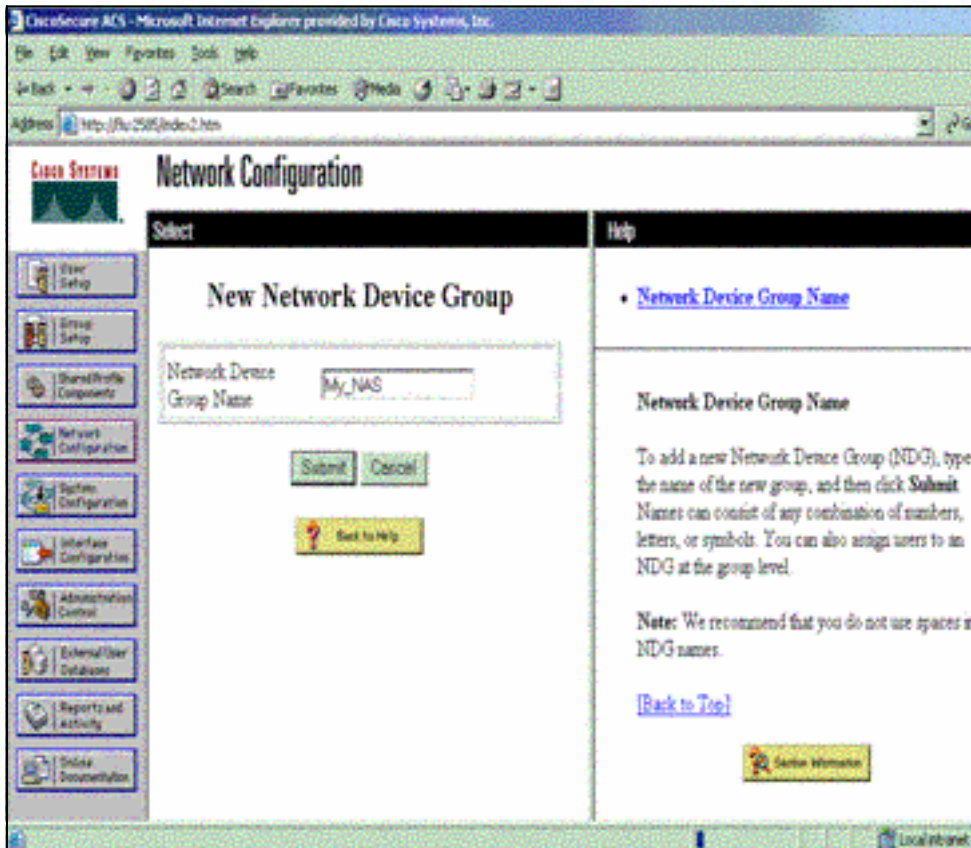 CiscoSecure ACS - Microsoft Internet Explorer provided by Cisco Systems, Inc.
File Edit View Favorites Tools Help
Back Search Favorites Media
Address
CISCO SYSTEMS
Network Configuration
User Setup
Group Setup
Shared Profile Components
Network Configuration
System Configuration
Interface Configuration
Administration Control
External User Databases
Reports and Activity
Online Documentation
Select
New Network Device Group
Network Device
Group Name
My_NAS
Submit Cancel
? Back to Help
Help
• Network Device Group Name
Network Device Group Name
To add a new Network Device Group (NDG), type
the name of the new group, and then click Submit
Names can consist of any combination of numbers,
letters, or symbols. You can also assign users to an
NDG at the group level.
Note: We recommend that you do not use spaces in
NDG names.
[Back to Top]
Section Information
Local intranet